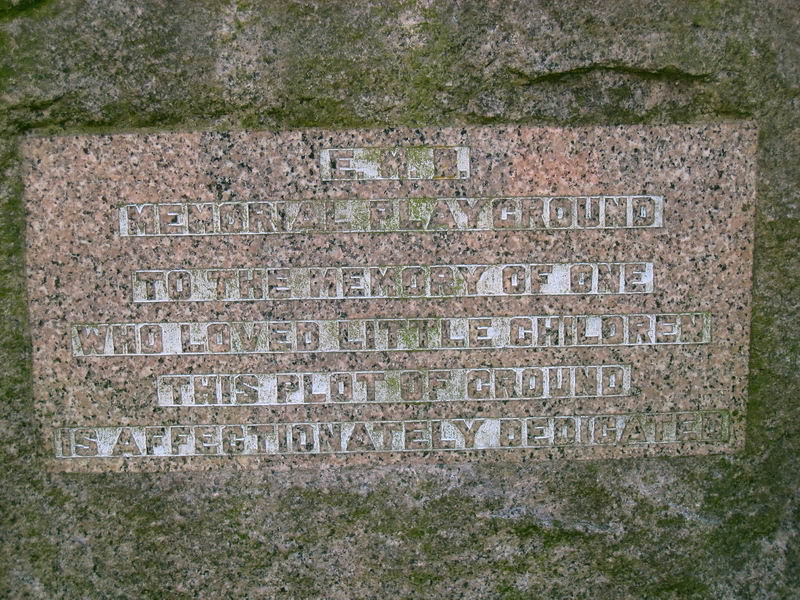 MEMORIAL PLAYGROUND
TO THE MEMORY OF ONE
WHO LOVED LITTLE CHILDREN
THIS PLOT OF GROUND
IS AFFECTIONATELY DEDICATED